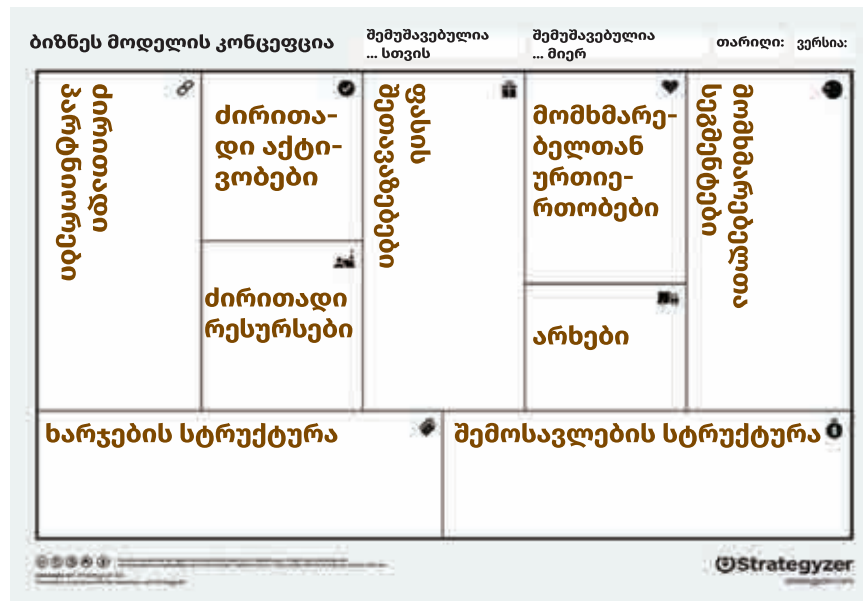 ბიზნეს მოდელის კონცეფცია
შემუშავებულია
... სთვის
შემუშავებულია
... მიერ
თარიღი:
ვერსია:
ძირითადი
პარტნიორები
ძირითა-
დი აქტი-
ვობები
ძირითადი
რესურსები
ფასის
შეთავაზებები
მომხმარე-
ბელთან
ურთიე-
რთობები
არხები
მომხმარებელთა
სეგმენტები
ხარჯების სტრუქტურა
შემოსავლების სტრუქტურა
Strategyzer